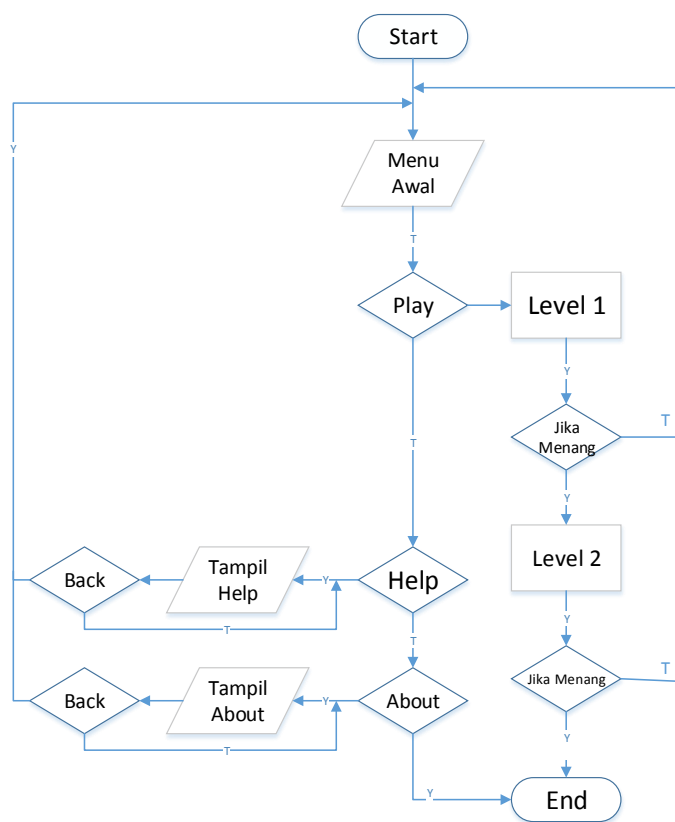 Start
Y
Menu
Awal
T
Play
Level 1
Y
T
Jika
Menang
T
Y
Back
Tampil
Help
Y
Help
Level 2
T
T
Y
Back
Tampil
About
Y
About
Jika Menang
T
T
Y
Y
End